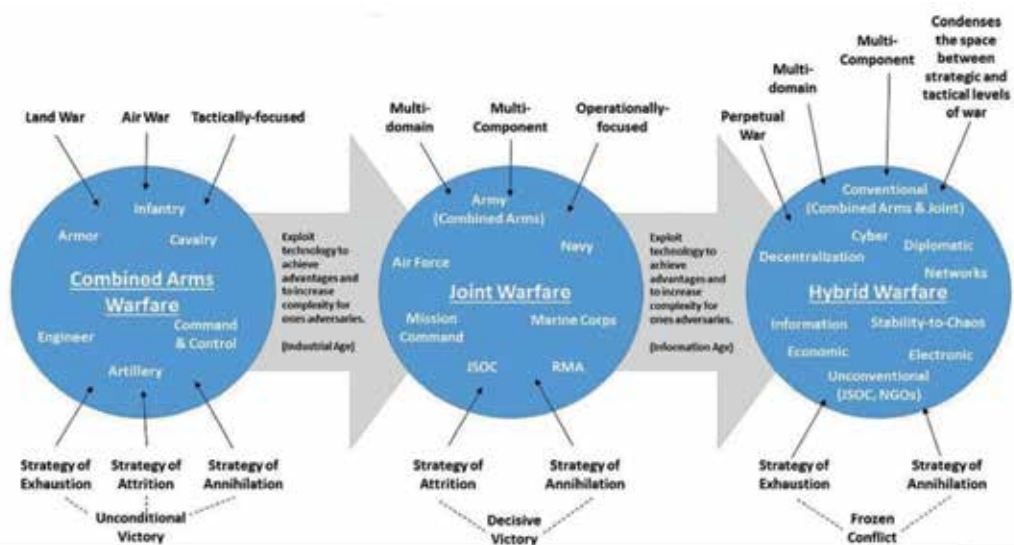 Land War
Air War
Tactically-focused
Infantry
Armor
Cavalry
Combined Arms
Warfare
Engineer
Command
& Control
Artillery
Strategy of
Exhaustion
Strategy of
Attrition
Strategy of
Annihilation
Unconditional
Victory
Exploit
technology to
achieve
advantages and
to increase
complexity for
ones adversaries.
(Industrial Age)
Multi-
domain
Multi-
Component
Operationally-
focused
Army
(Combined Arms)
Navy
Air Force
Joint Warfare
Mission
Command
Marine Corps
JSOC
RMA
Strategy of
Attrition
Strategy of
Annihilation
Decisive
Victory
Exploit
technology to
achieve
advantages and
to increase
complexity for
ones adversaries.
(Information Age)
Perpetual
War
Multi-
domain
Multi-
Component
Condenses
the space
between
strategic and
tactical levels
of war
Conventional
(Combined Arms & Joint)
Cyber
Decentralization
Diplomatic
Networks
Hybrid Warfare
Information
Stability-to-Chaos
Economic
Electronic
Unconventional
(JSOC, NGOs)
Strategy of
Exhaustion
Strategy of
Annihilation
Frozen
Conflict